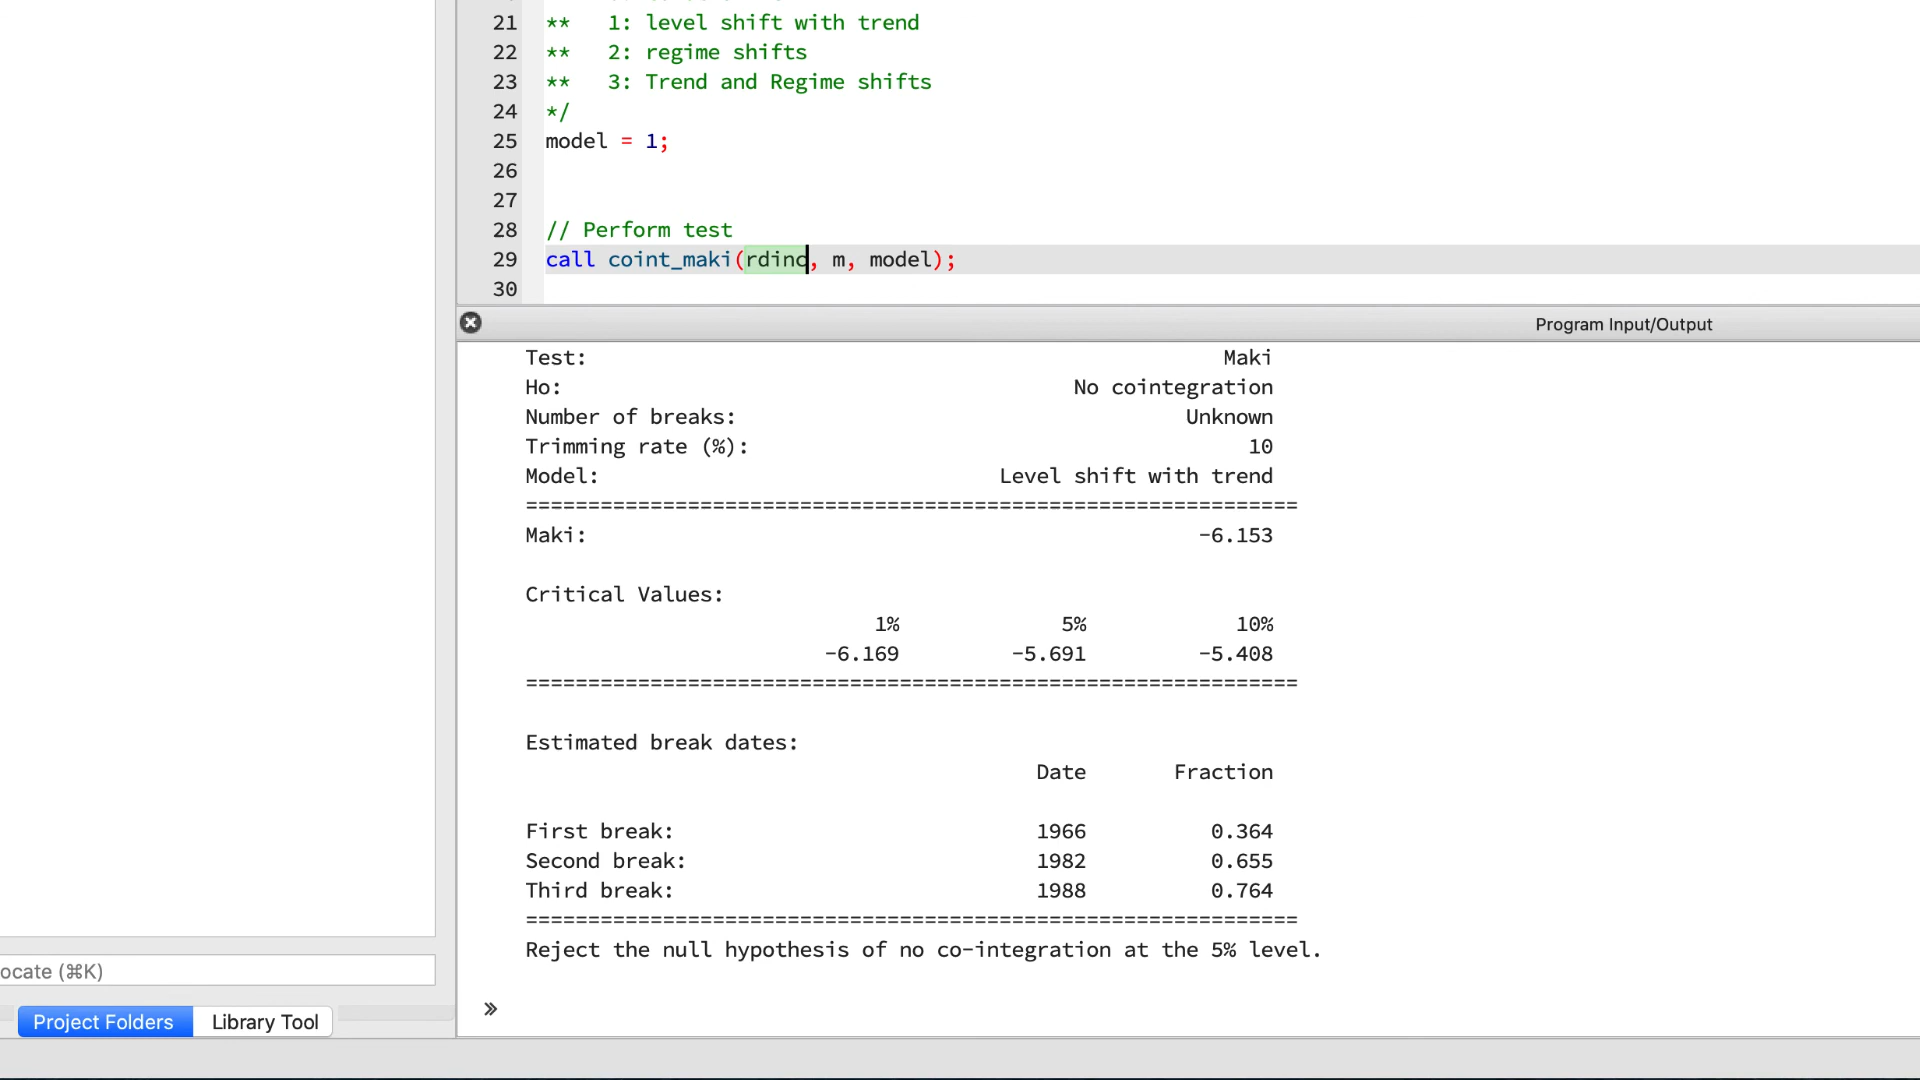 21 ** 1: level shift with trend
22 ** 2: regime shifts
23 ** 3: Trend and Regime shifts
24 */
25 model = 1;
26
27
28 // Perform test
29 call coint_maki(rdinc, m, model);
30
Program Input/Output
Test: Maki
Ho: No cointegration
Number of breaks: Unknown
Trimming rate (%): 10
Model: Level shift with trend
==============================================================
Maki: -6.153
Critical Values:
1% 5% 10%
-6.169 -5.691 -5.408
==============================================================
Estimated break dates:
Date Fraction
First break: 1966 0.364
Second break: 1982 0.655
Third break: 1988 0.764
==============================================================
Reject the null hypothesis of no co-integration at the 5% level.
»
ocate (⌘K)
Project Folders Library Tool